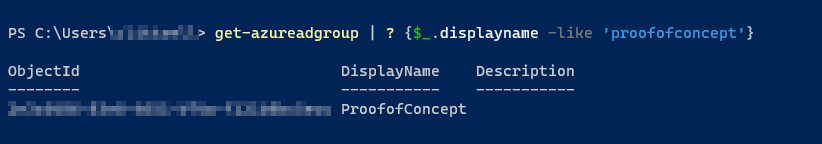 PS C:\Users\> get-azureadgroup | ? {$_.displayname -like 'proofofconcept'}
ObjectId DisplayName Description
-------- ----------- -----------
ProofofConcept